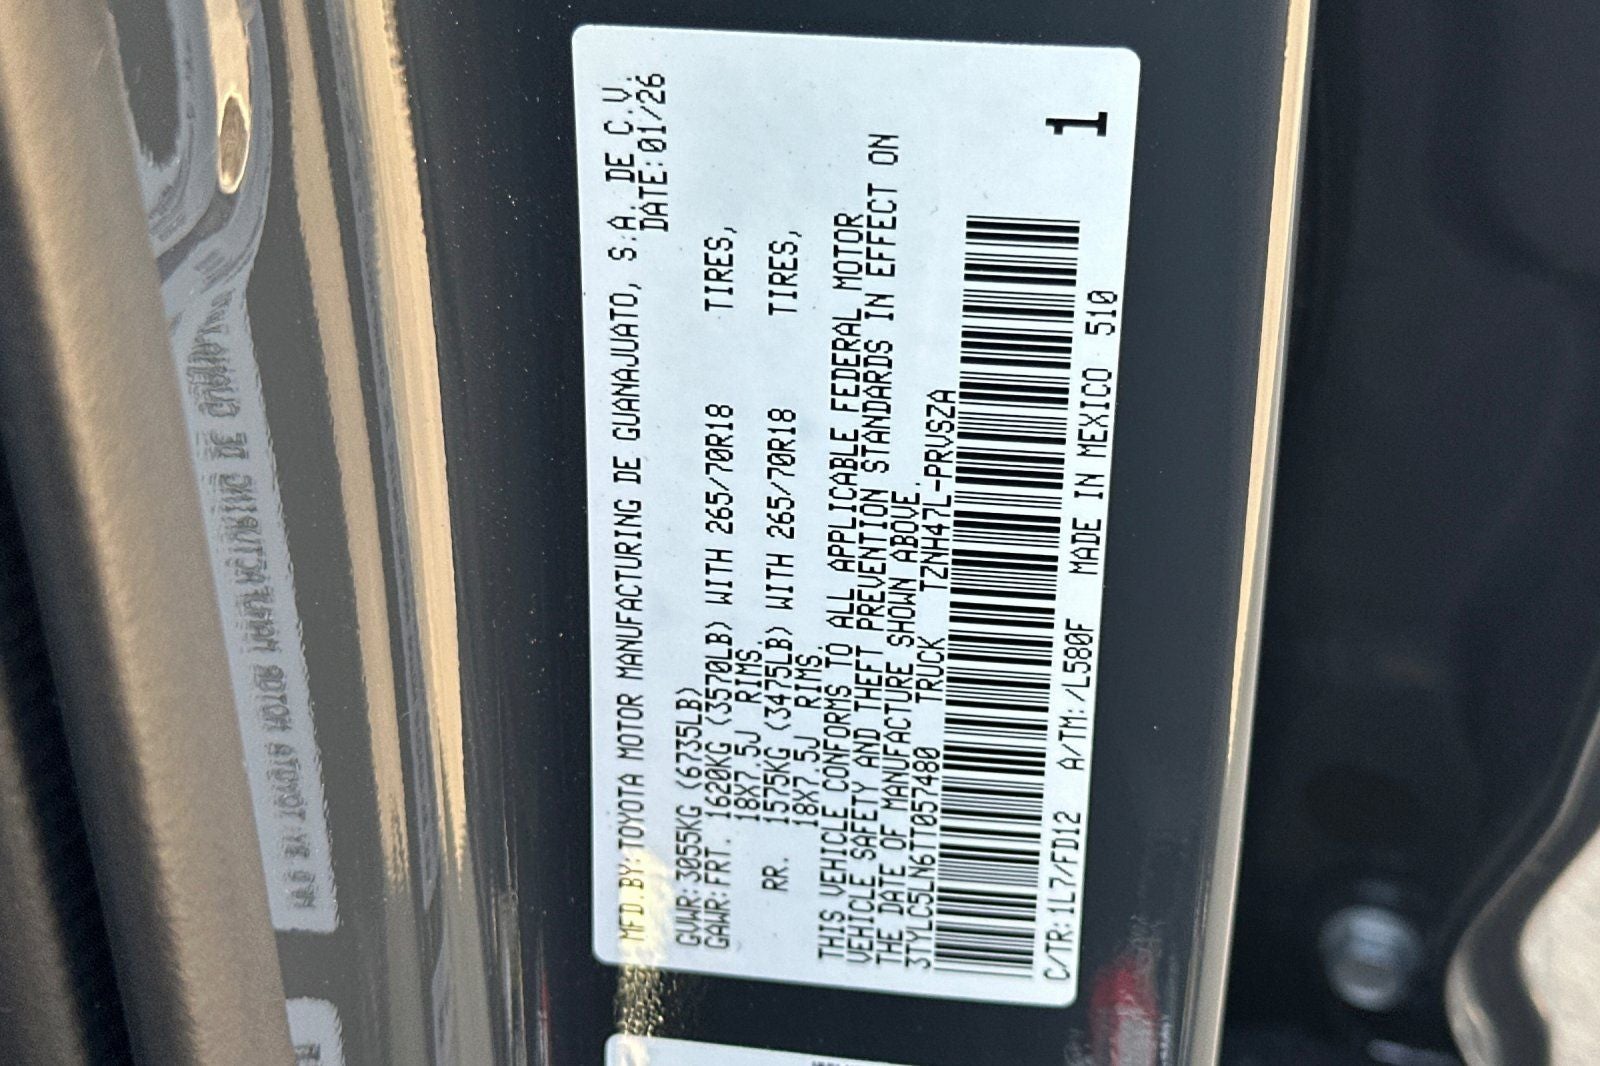 MFD.BY:TOYOTA MOTOR MANUFACTURING DE GUANAJUATO, S.A. DE C.V.
DATE:01/26
GVWR:3055KG (6735LB)
GAWR:FRT. 1620KG (3570LB) WITH 265/70R18 TIRES,
18X7.5J RIMS.
RR. 1575KG (3475LB) WITH 265/70R18 TIRES,
18X7.5J RIMS.
THIS VEHICLE CONFORMS TO ALL APPLICABLE FEDERAL MOTOR
VEHICLE SAFETY AND THEFT PREVENTION STANDARDS IN EFFECT ON
THE DATE OF MANUFACTURE SHOWN ABOVE.
3TYLC5LN6TT057480 TRUCK TZNH47L-PRVSZA
1
C/TR:1L7/FD12 A/TM:/L580F MADE IN MEXICO 510